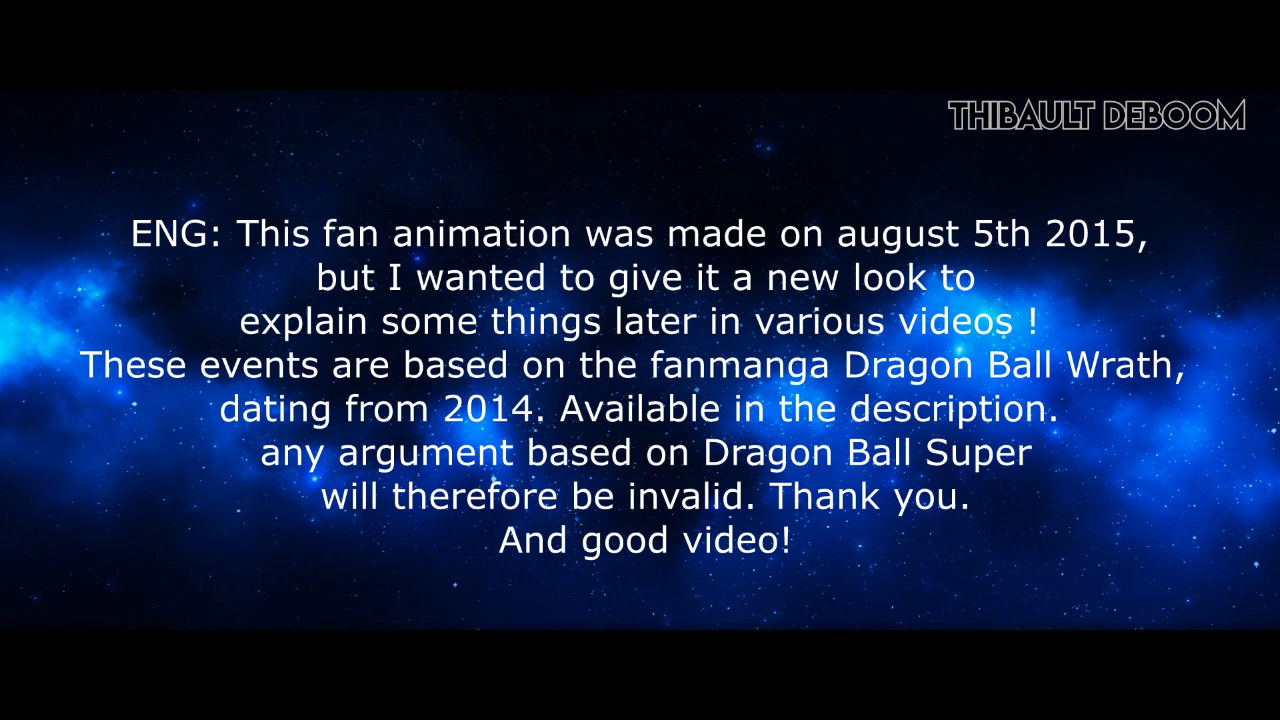 THIBAULT DEBOOM
ENG: This fan animation was made on august 5th 2015,
but I wanted to give it a new look to
explain some things later in various videos !
These events are based on the fanmanga Dragon Ball Wrath,
dating from 2014. Available in the description.
any argument based on Dragon Ball Super
will therefore be invalid. Thank you.
And good video!